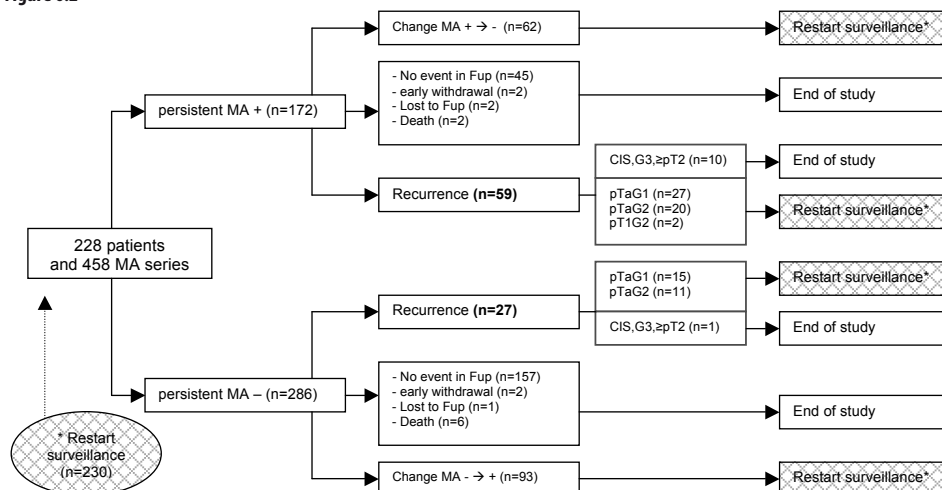 Change MA + → - (n=62)
Restart surveillance*
- No event in Fup (n=45)
- early withdrawal (n=2)
- Lost to Fup (n=2)
- Death (n=2)
End of study
persistent MA + (n=172)
CIS,G3,≥pT2 (n=10)
End of study
Recurrence (n=59)
pTaG1 (n=27)
pTaG2 (n=20)
pT1G2 (n=2)
Restart surveillance*
228 patients
and 458 MA series
pTaG1 (n=15)
pTaG2 (n=11)
Restart surveillance*
Recurrence (n=27)
CIS,G3,≥pT2 (n=1)
End of study
persistent MA – (n=286)
- No event in Fup (n=157)
- early withdrawal (n=2)
- Lost to Fup (n=1)
- Death (n=6)
End of study
* Restart
surveillance
(n=230)
Change MA - → + (n=93)
Restart surveillance*